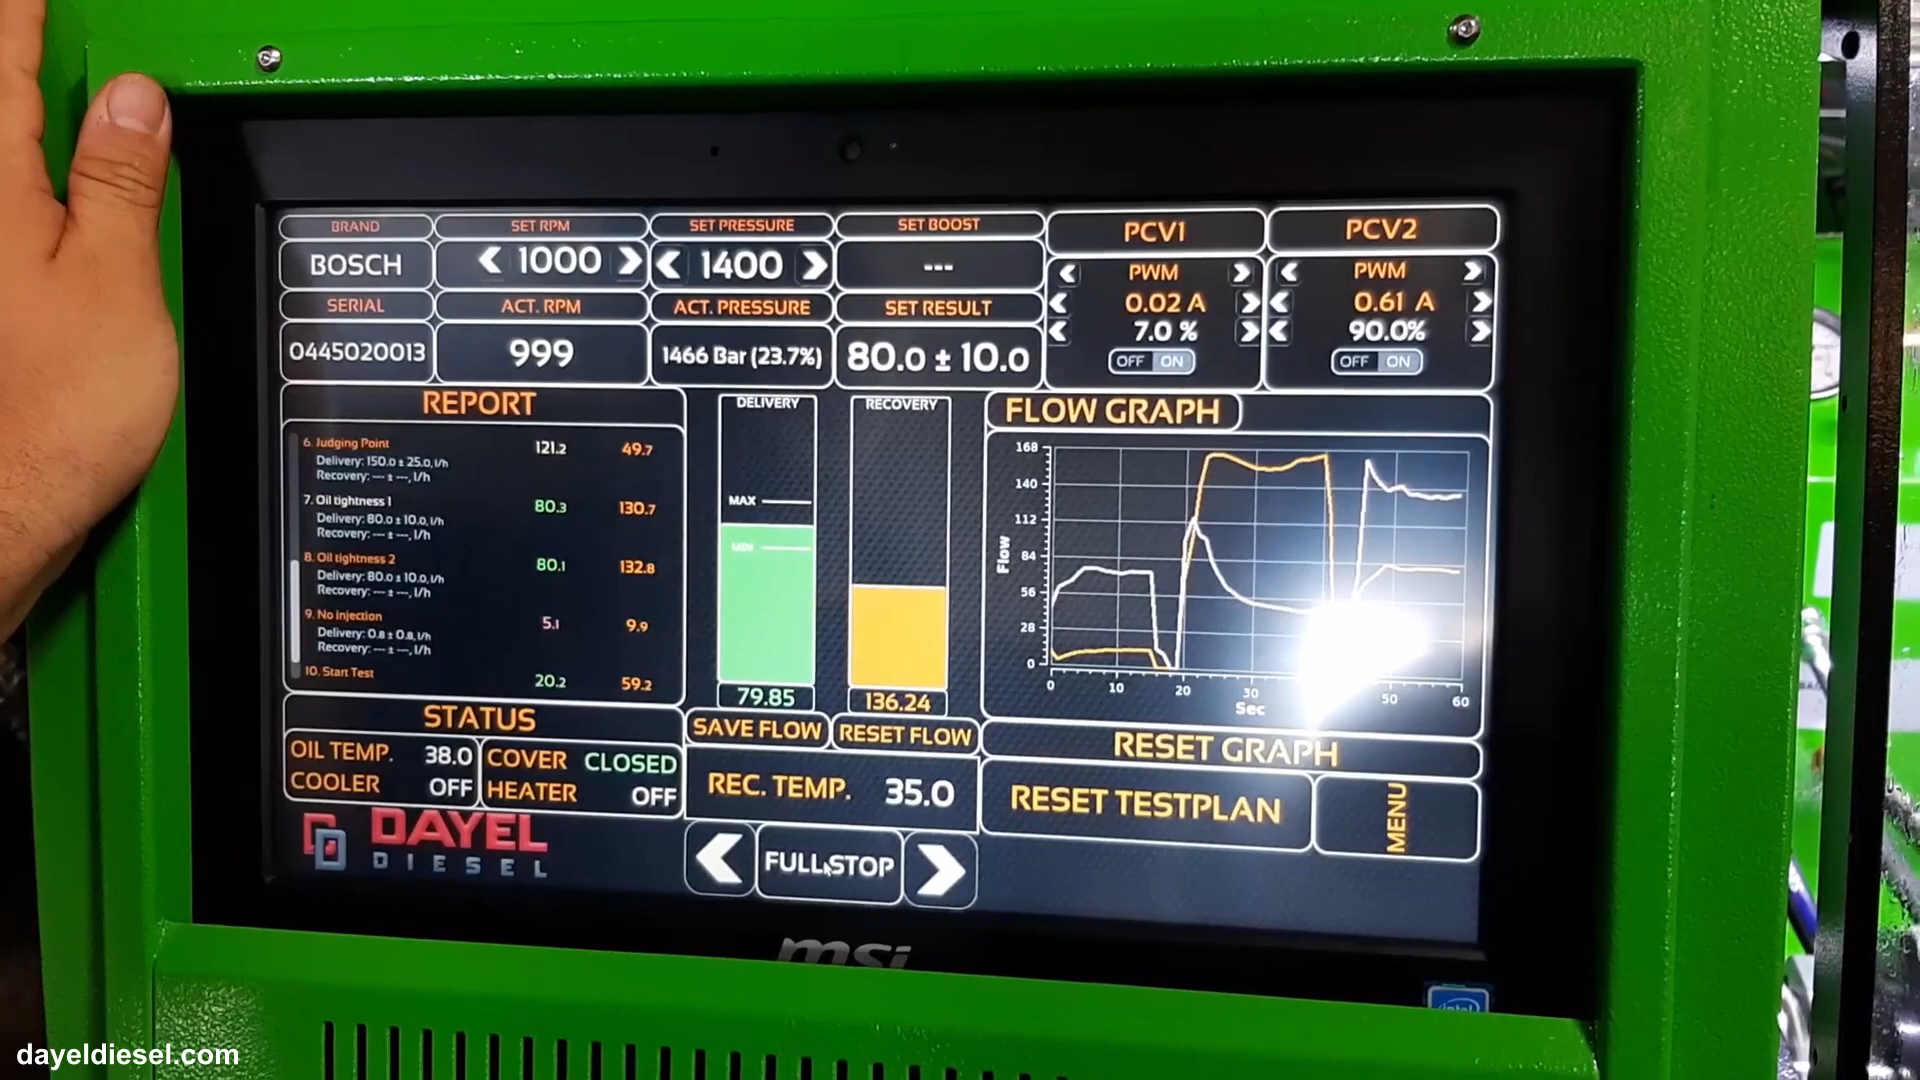 BRAND
SET RPM
SET PRESSURE
SET BOOST
PCV1
PCV2
BOSCH
1000
1400
---
PWM
PWM
0.02 A
0.61 A
SERIAL
ACT. RPM
ACT. PRESSURE
SET RESULT
7.0 %
90.0%
0445020013
999
1466 Bar (23.7%)
80.0 ± 10.0
OFF ON
OFF ON
REPORT
6. Judging Point 121.2 49.7
Delivery: 150.0 ± 25.0, l/h
Recovery: --- ± ---, l/h
7. Oil tightness 1 80.3 130.7
Delivery: 80.0 ± 10.0, l/h
Recovery: --- ± ---, l/h
8. Oil tightness 2 80.1 132.8
Delivery: 80.0 ± 10.0, l/h
Recovery: --- ± ---, l/h
9. No injection 5.1 9.9
Delivery: 0.8 ± 0.8, l/h
Recovery: --- ± ---, l/h
10. Start Test 20.2 59.2
DELIVERY
RECOVERY
MAX
MIN
79.85
136.24
SAVE FLOW
RESET FLOW
FLOW GRAPH
168
140
112
84
56
28
0
Flow
0 10 20 30 50 60
Sec
RESET GRAPH
STATUS
OIL TEMP. 38.0
COVER CLOSED
COOLER OFF
HEATER OFF
REC. TEMP. 35.0
RESET TESTPLAN
MENU
DAYEL
DIESEL
FULL STOP
msi
intel
dayeldiesel.com